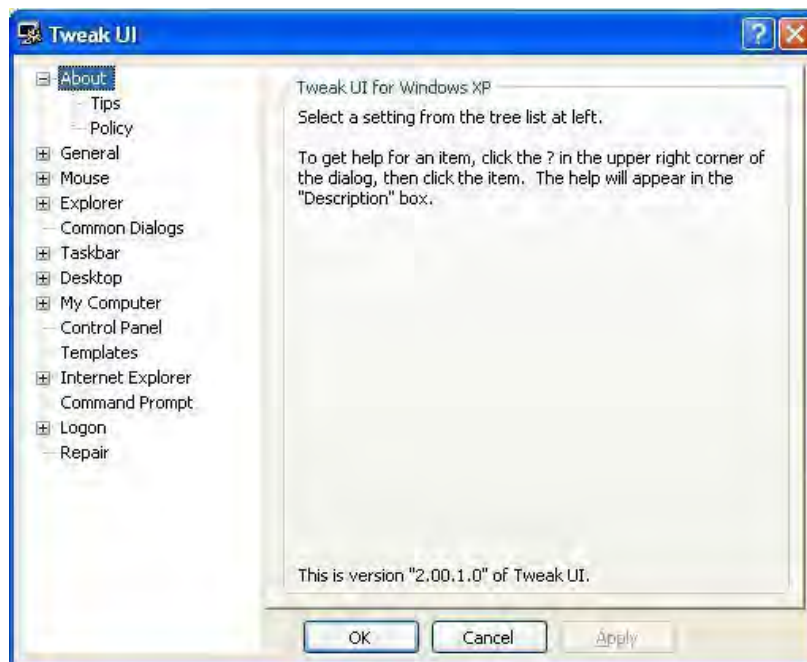 Tweak UI
About
Tips
Policy
General
Mouse
Explorer
Common Dialogs
Taskbar
Desktop
My Computer
Control Panel
Templates
Internet Explorer
Command Prompt
Logon
Repair
Tweak UI for Windows XP
Select a setting from the tree list at left.
To get help for an item, click the ? in the upper right corner of
the dialog, then click the item. The help will appear in the
"Description" box.
This is version "2.00.1.0" of Tweak UI.
OK
Cancel
Apply